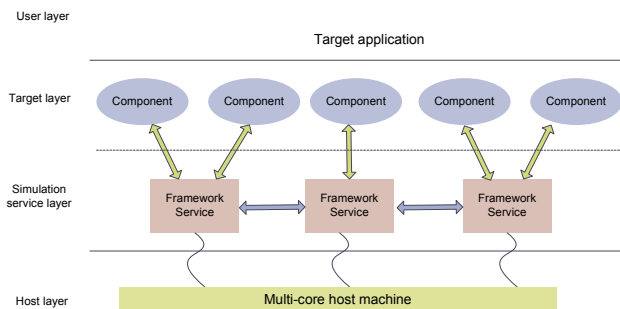 User layer
Target application
Target layer
Component
Component
Component
Component
Component
Simulation
service layer
Framework
Service
Framework
Service
Framework
Service
Host layer
Multi-core host machine